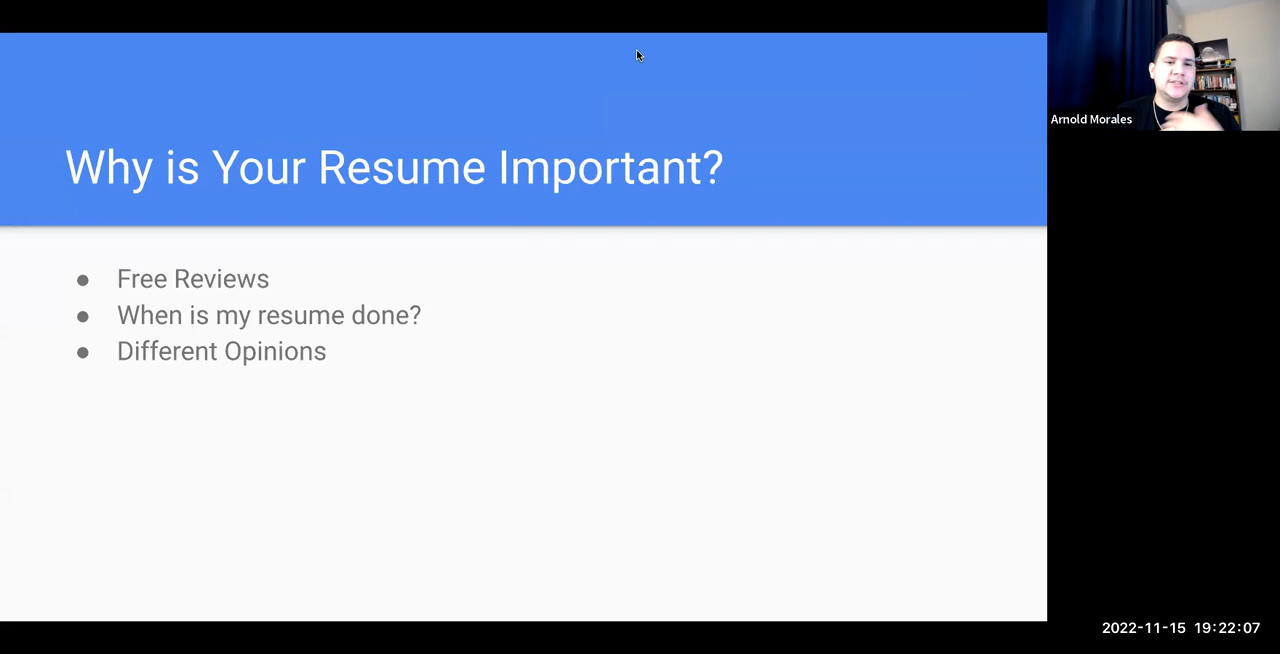 Why is Your Resume Important?
● Free Reviews
● When is my resume done?
● Different Opinions
Arnold Morales
2022-11-15 19:22:07